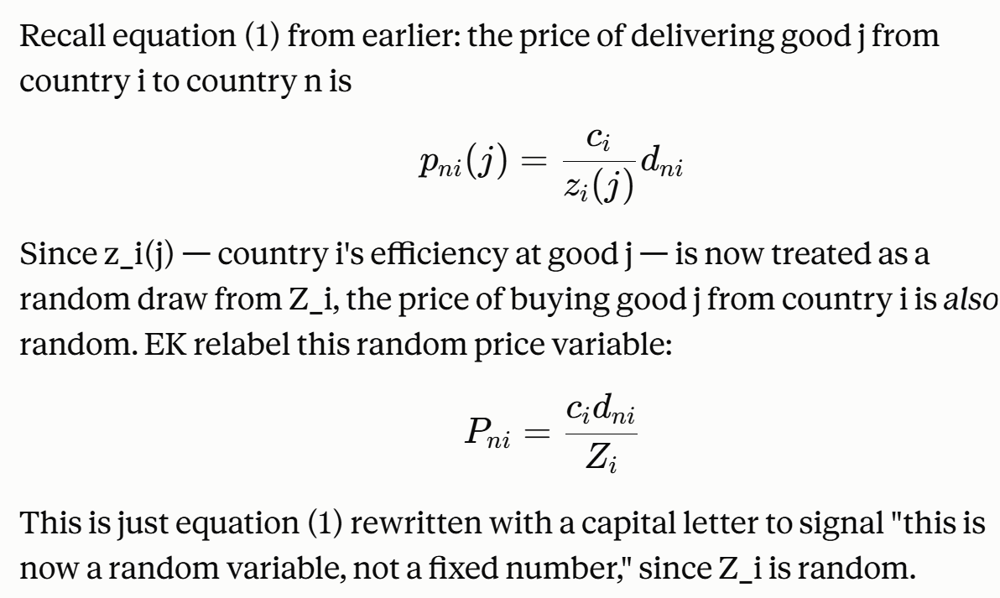 Recall equation (1) from earlier: the price of delivering good j from
country i to country n is
p_{ni}(j) = \frac{c_i}{z_i(j)} d_{ni}
Since z_i(j) — country i's efficiency at good j — is now treated as a
random draw from Z_i, the price of buying good j from country i is also
random. EK relabel this random price variable:
P_{ni} = \frac{c_i d_{ni}}{Z_i}
This is just equation (1) rewritten with a capital letter to signal "this is
now a random variable, not a fixed number," since Z_i is random.